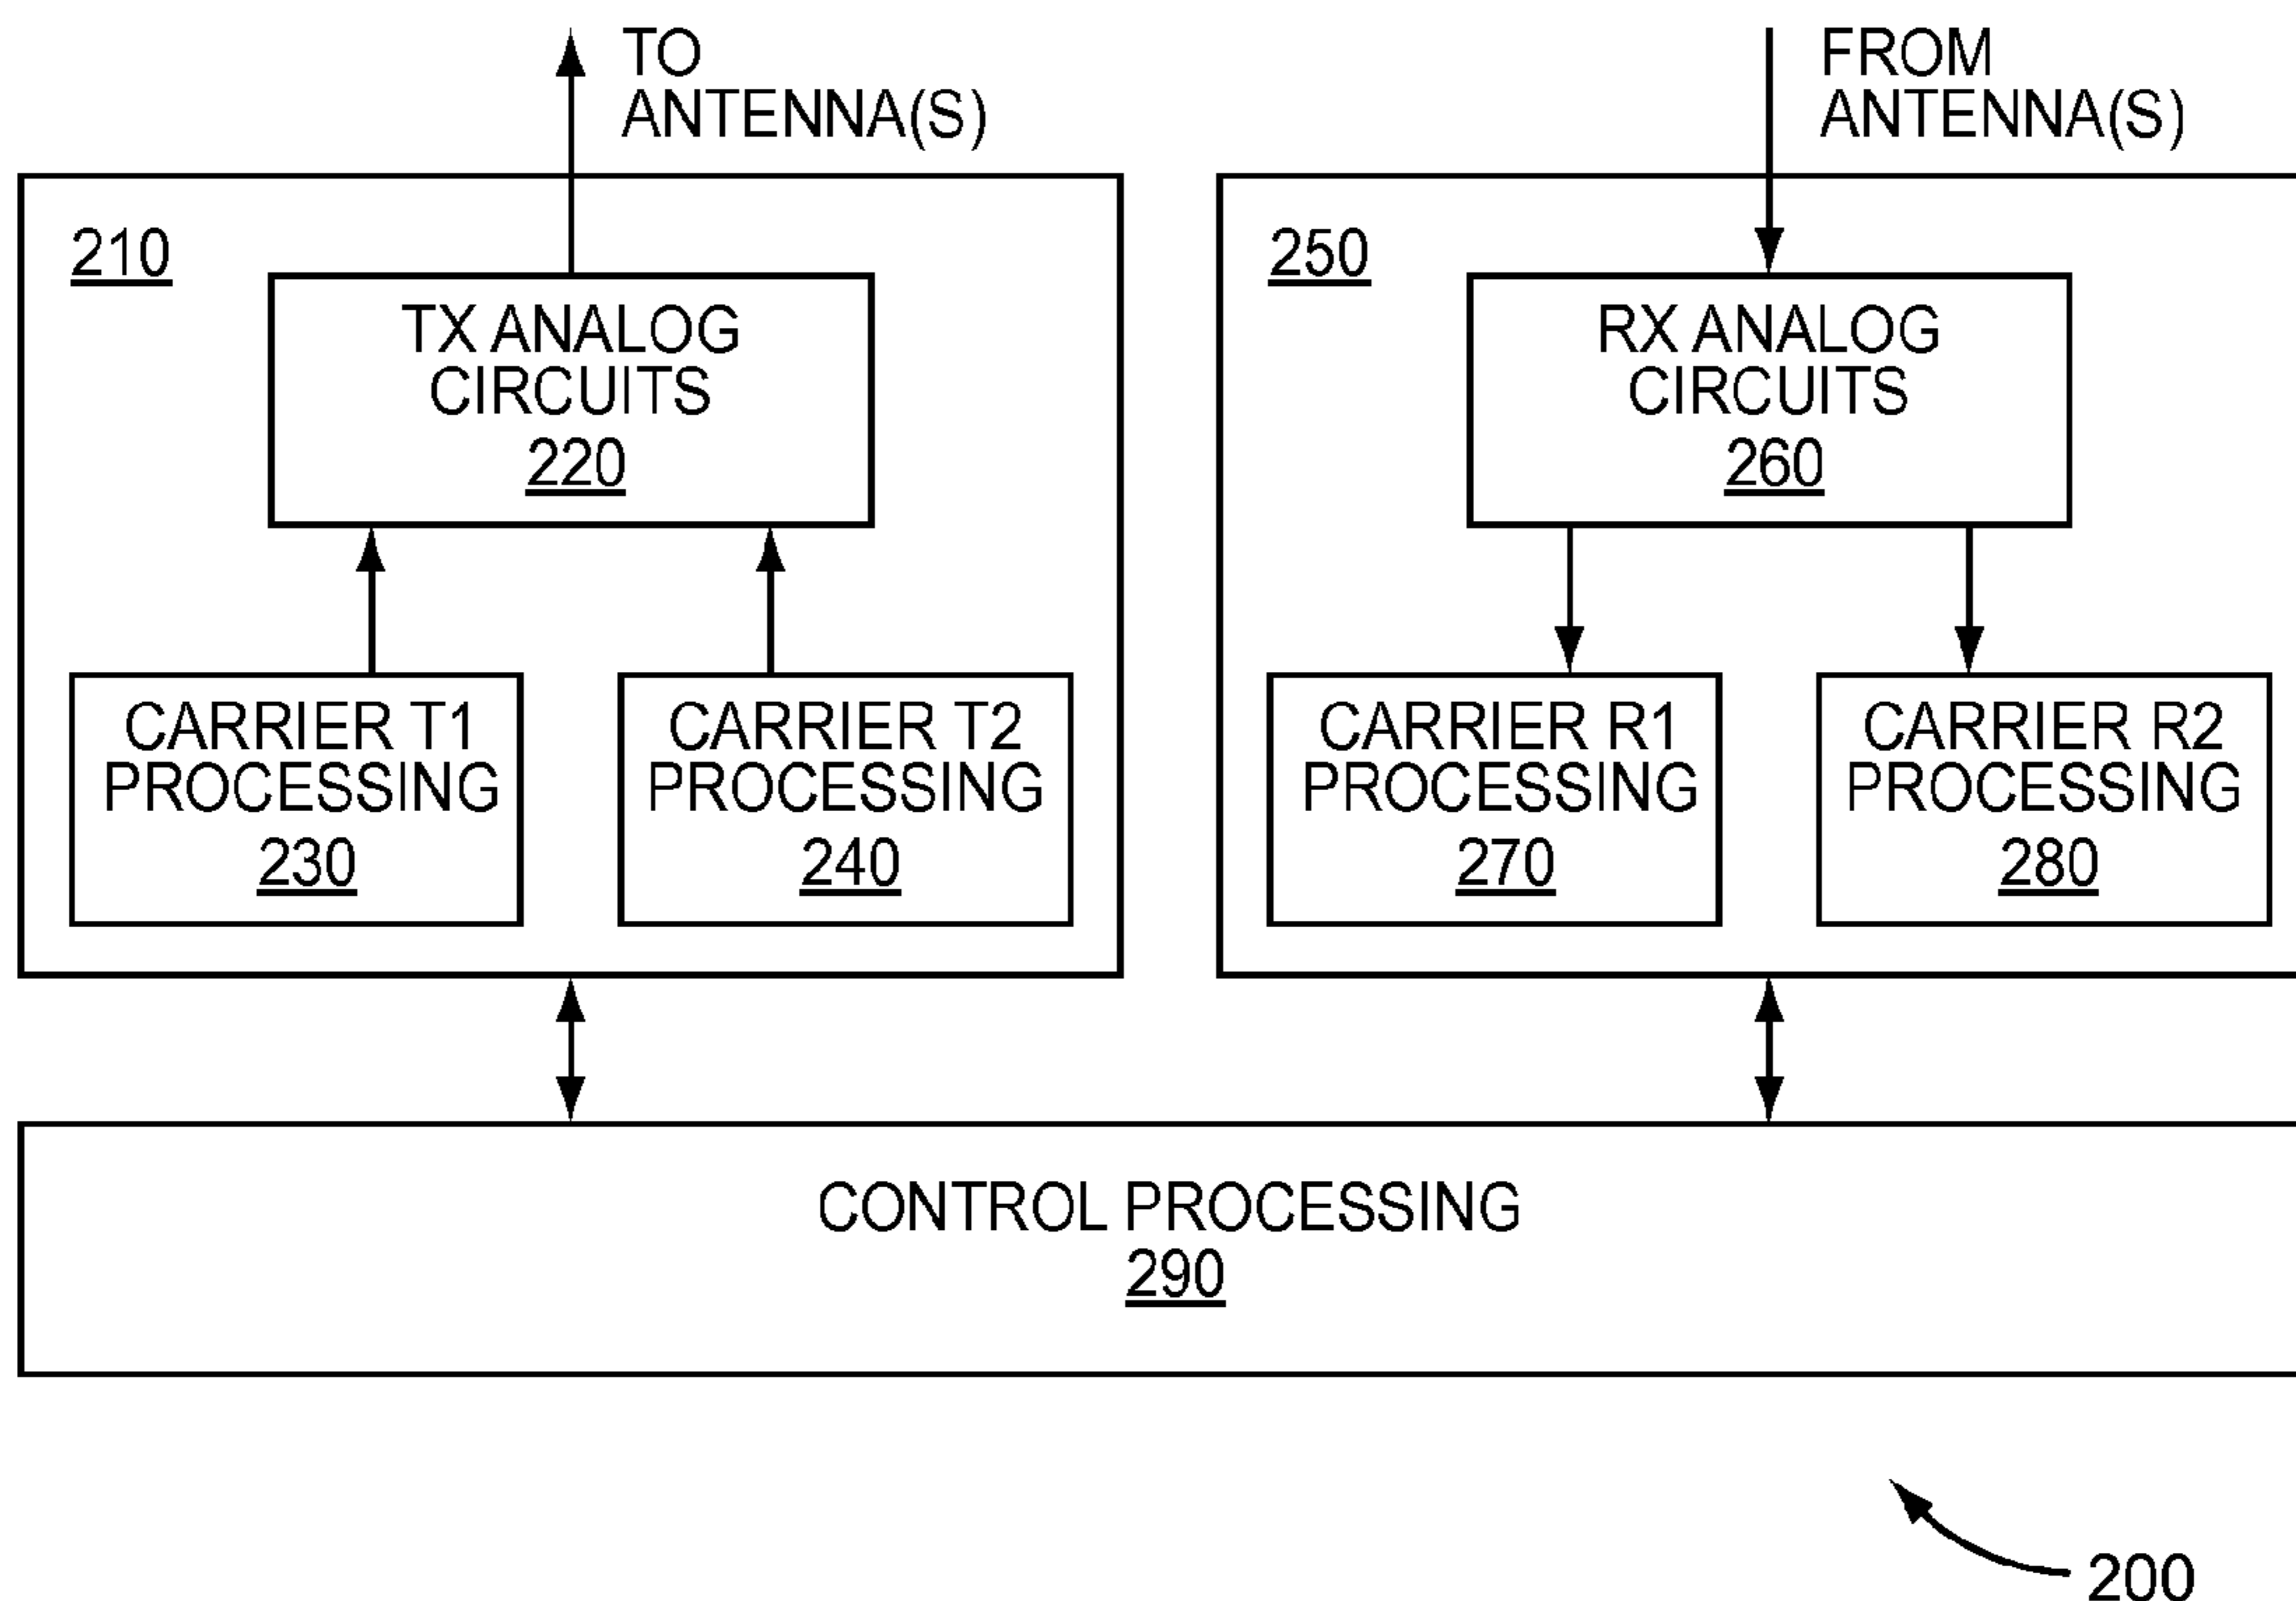 TO
ANTENNA(S)
FROM
ANTENNA(S)
210
TX ANALOG
CIRCUITS
220
CARRIER T1
PROCESSING
230
CARRIER T2
PROCESSING
240
250
RX ANALOG
CIRCUITS
260
CARRIER R1
PROCESSING
270
CARRIER R2
PROCESSING
280
CONTROL PROCESSING
290
200